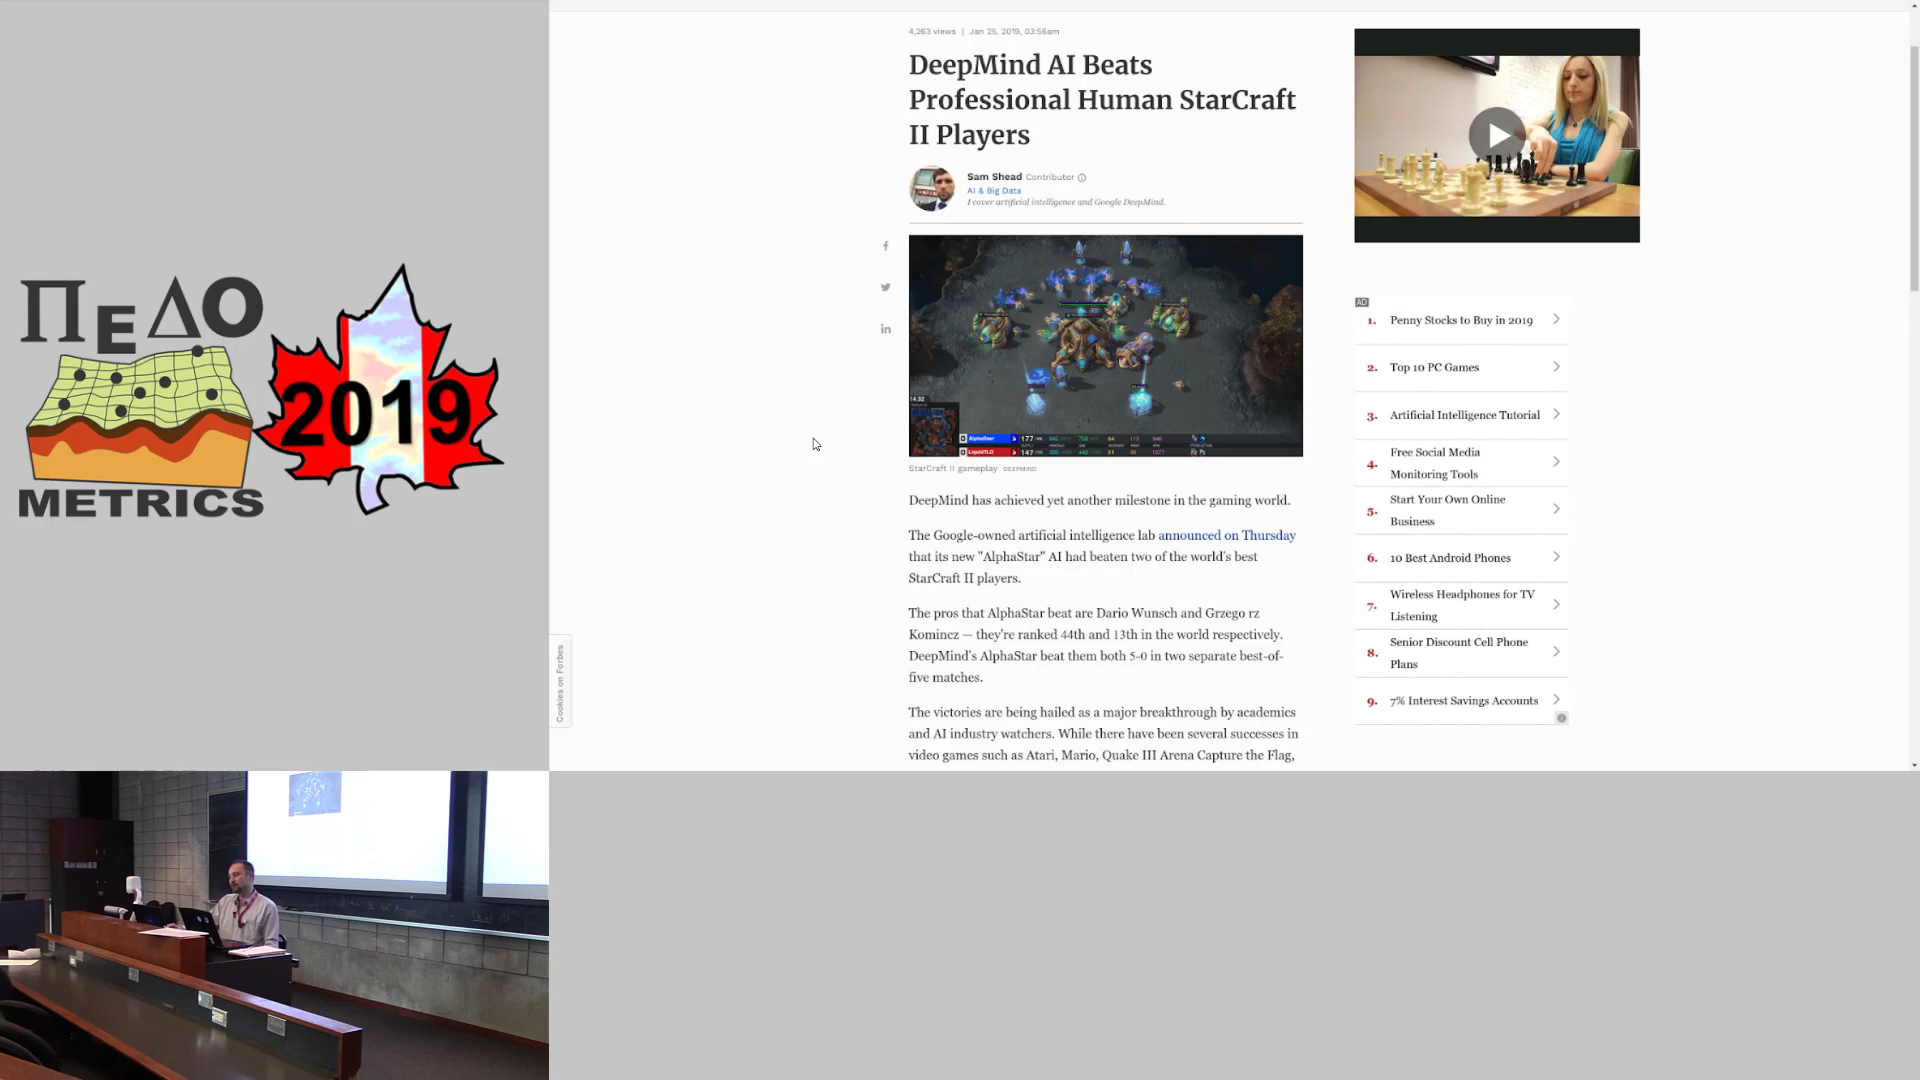 ΠΕΔΟ
METRICS
2019
4,263 views | Jan 25, 2019, 03:56am
DeepMind AI Beats
Professional Human StarCraft
II Players
Sam Shead Contributor
AI & Big Data
I cover artificial intelligence and Google DeepMind.
14:32
AlphaStar 177
LiquidTLO 147
StarCraft II gameplay DEEPMIND
DeepMind has achieved yet another milestone in the gaming world.
The Google-owned artificial intelligence lab announced on Thursday
that its new "AlphaStar" AI had beaten two of the world's best
StarCraft II players.
The pros that AlphaStar beat are Dario Wunsch and Grzego rz
Komincz — they're ranked 44th and 13th in the world respectively.
DeepMind's AlphaStar beat them both 5-0 in two separate best-of-
five matches.
The victories are being hailed as a major breakthrough by academics
and AI industry watchers. While there have been several successes in
video games such as Atari, Mario, Quake III Arena Capture the Flag,
AD
1. Penny Stocks to Buy in 2019
2. Top 10 PC Games
3. Artificial Intelligence Tutorial
4. Free Social Media
Monitoring Tools
5. Start Your Own Online
Business
6. 10 Best Android Phones
7. Wireless Headphones for TV
Listening
8. Senior Discount Cell Phone
Plans
9. 7% Interest Savings Accounts
Cookies on Forbes